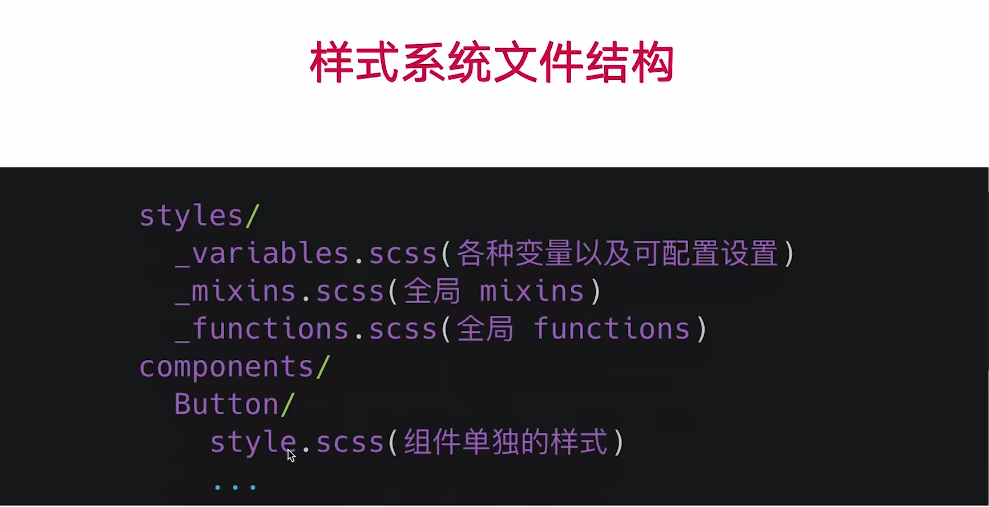 样式系统文件结构
styles/
_variables.scss(各种变量以及可配置设置)
_mixins.scss(全局 mixins)
_functions.scss(全局 functions)
components/
Button/
style.scss(组件单独的样式)
...